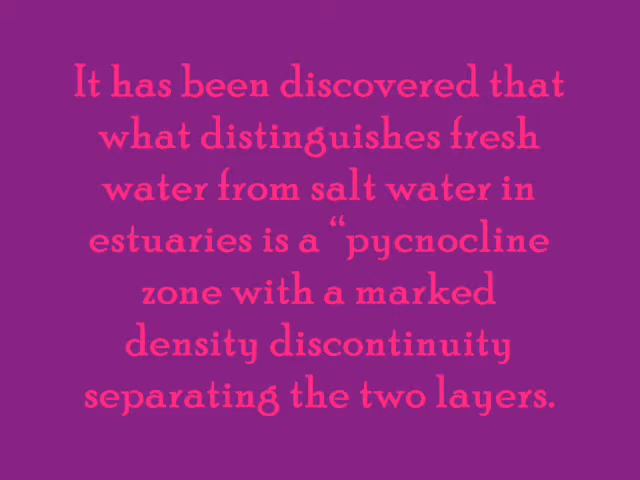 It has been discovered that
what distinguishes fresh
water from salt water in
estuaries is a “pycnocline
zone with a marked
density discontinuity
separating the two layers.